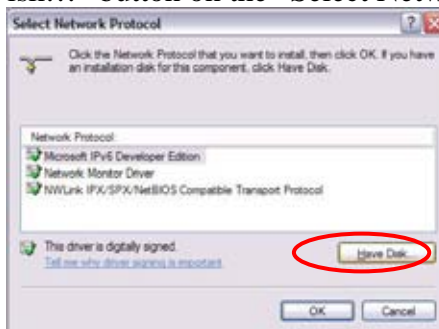 Select Network Protocol
Click the Network Protocol that you want to install, then click OK. If you have
an installation disk for this component, click Have Disk.
Network Protocol
Microsoft IPv6 Developer Edition
Network Monitor Driver
NWLink IPX/SPX/NetBIOS Compatible Transport Protocol
This driver is digitally signed.
Tell me why driver signing is important
Have Disk...
OK
Cancel